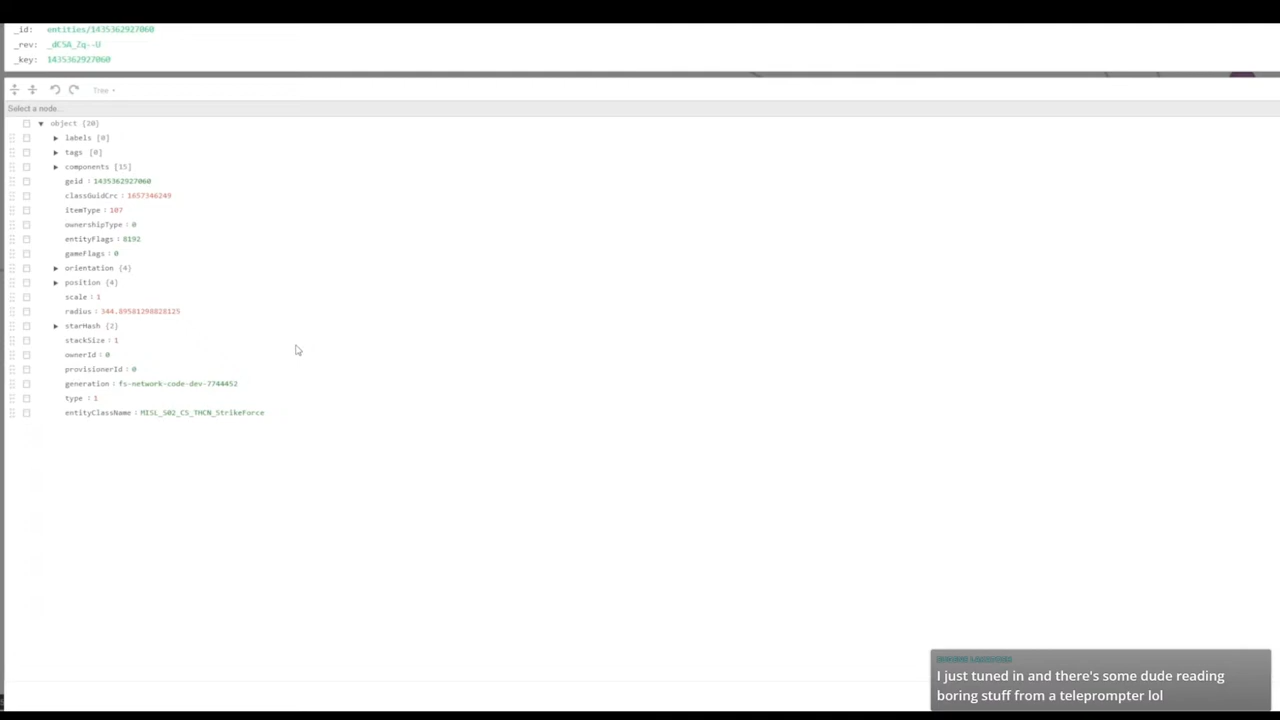 _id: entities/1435362927060
_rev: _dCSA_Zq--U
_key: 1435362927060
Tree
Select a node...
object {20}
labels [0]
tags [0]
components [15]
geid : 1435362927060
classGuidCrc : 1657346249
itemType : 107
ownershipType : 0
entityFlags : 8192
gameFlags : 0
orientation {4}
position {4}
scale : 1
radius : 344.89581298828125
starHash {2}
stackSize : 1
ownerId : 0
provisionerId : 0
generation : fs-network-code-dev-7744452
type : 1
entityClassName : MISL_S02_CS_THCN_StrikeForce
I just tuned in and there's some dude reading
boring stuff from a teleprompter lol